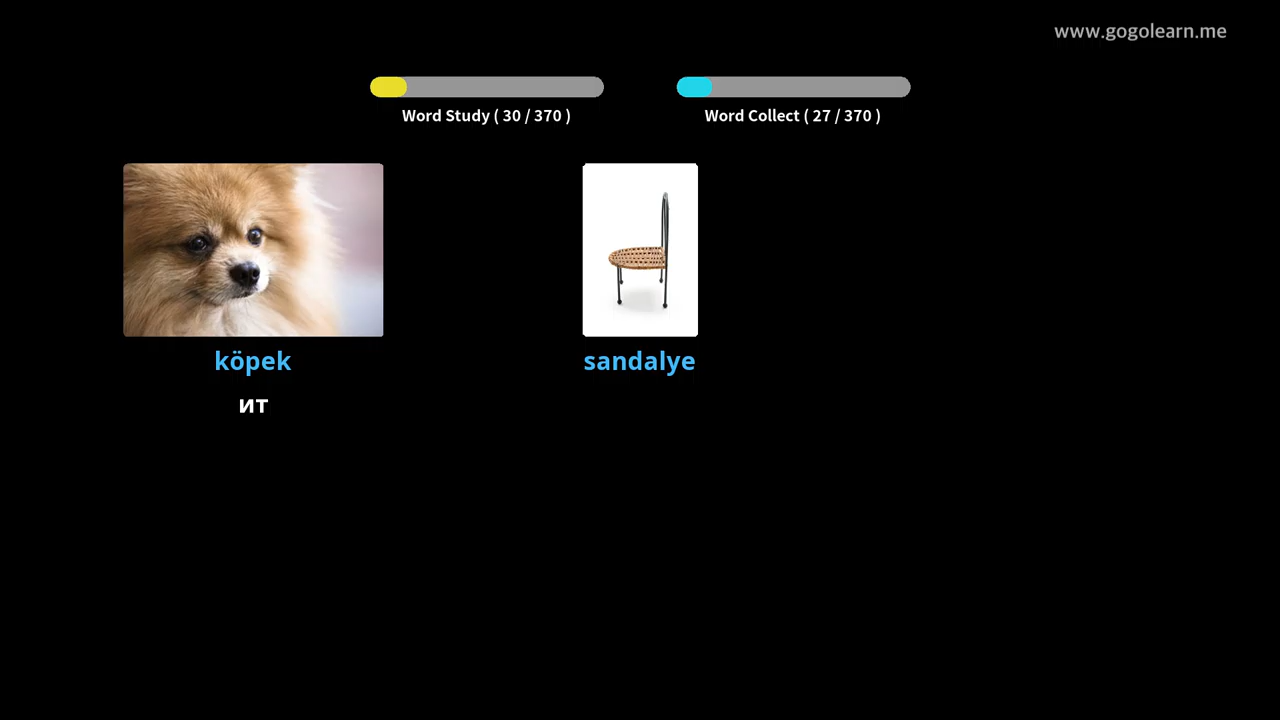 www.gogolearn.me
Word Study ( 30 / 370 )
Word Collect ( 27 / 370 )
köpek
sandalye
ит